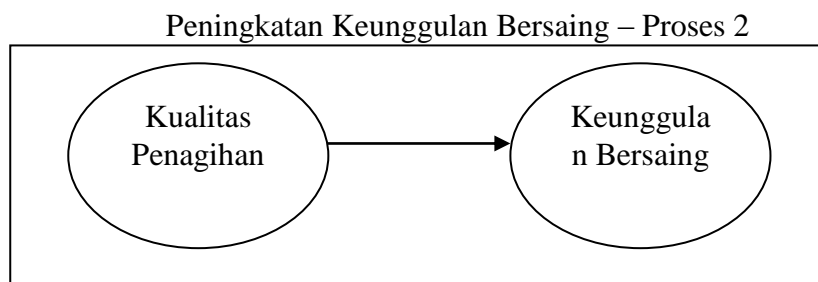 Peningkatan Keunggulan Bersaing – Proses 2
Kualitas
Penagihan
Keunggula
n Bersaing